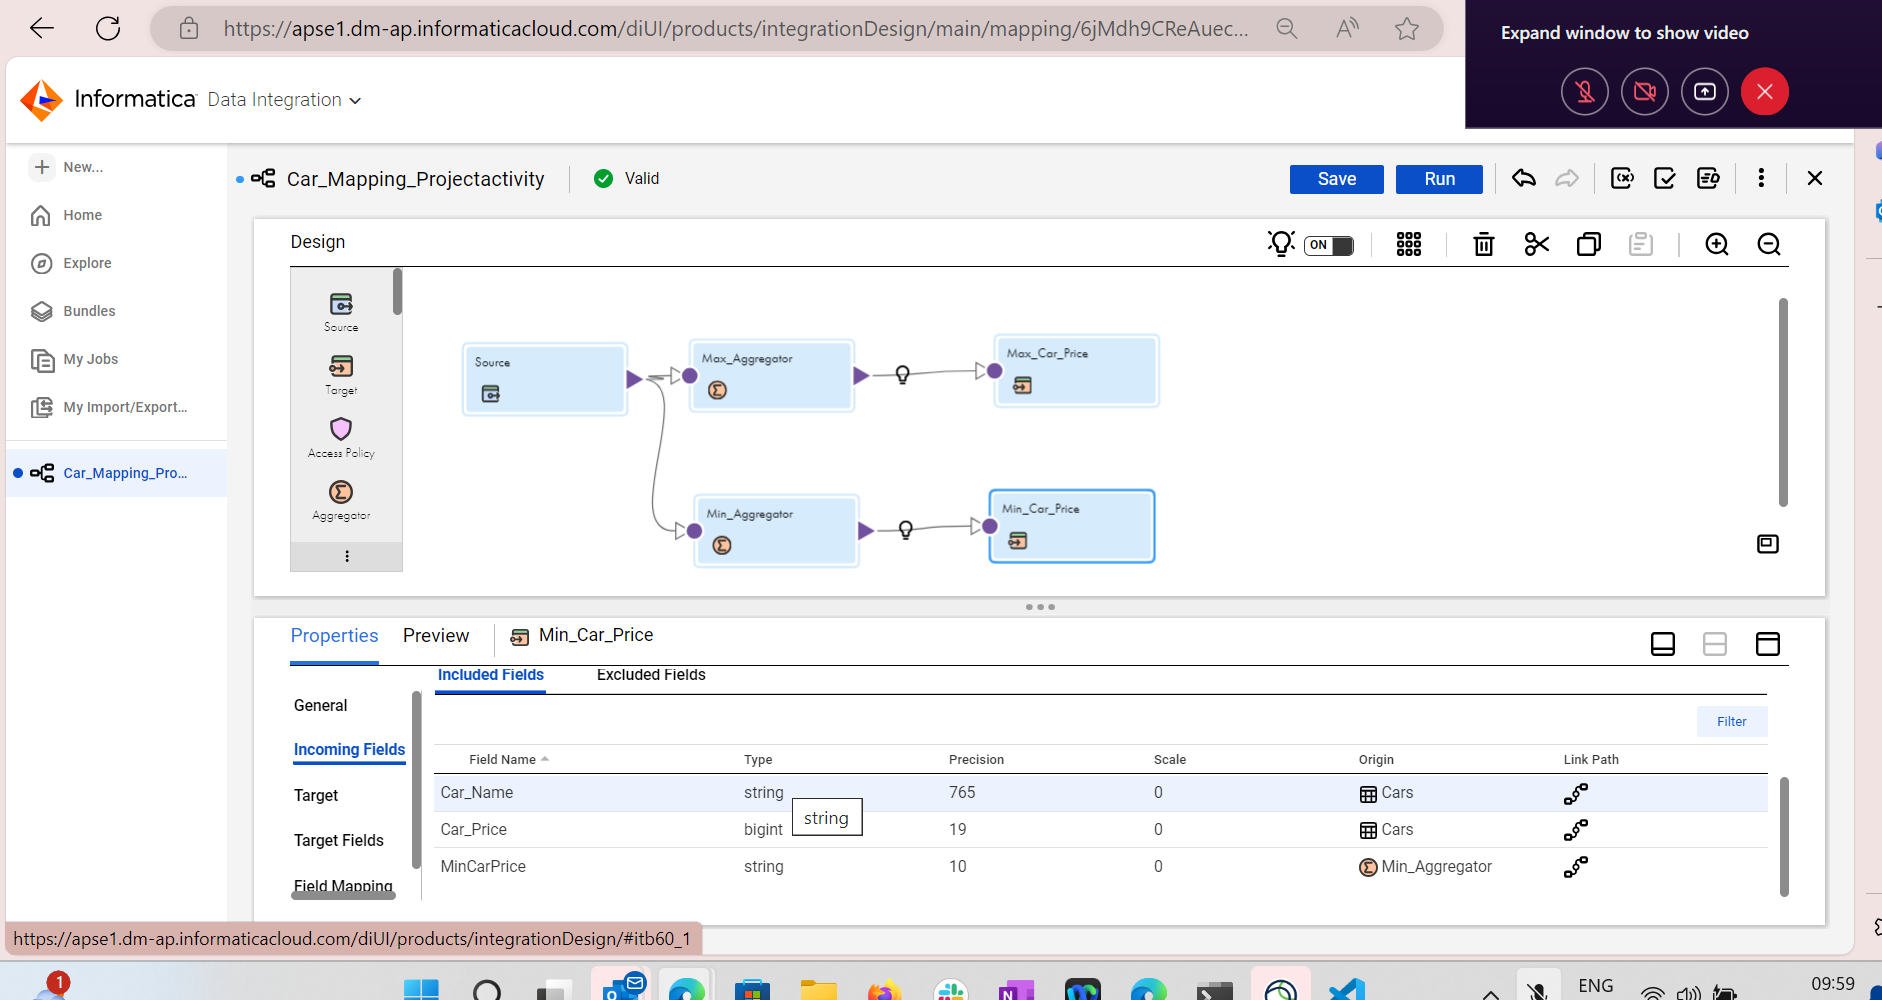 https://apse1.dm-ap.informaticacloud.com/diUI/products/integrationDesign/main/mapping/6jMdh9CReAuec...
Expand window to show video
Informatica Data Integration
New...
Home
Explore
Bundles
My Jobs
My Import/Export...
Car_Mapping_Pro...
Car_Mapping_Projectactivity
Valid
Save
Run
Design
ON
Source
Target
Access Policy
Aggregator
Source
Max_Aggregator
Max_Car_Price
Min_Aggregator
Min_Car_Price
Properties
Preview
Min_Car_Price
General
Incoming Fields
Target
Target Fields
Field Mapping
Included Fields
Excluded Fields
Filter
Field Name Type Precision Scale Origin Link Path
Car_Name string 765 0 Cars
Car_Price bigint 19 0 Cars
MinCarPrice string 10 0 Min_Aggregator
string
https://apse1.dm-ap.informaticacloud.com/diUI/products/integrationDesign/#itb60_1
1
ENG
09:59